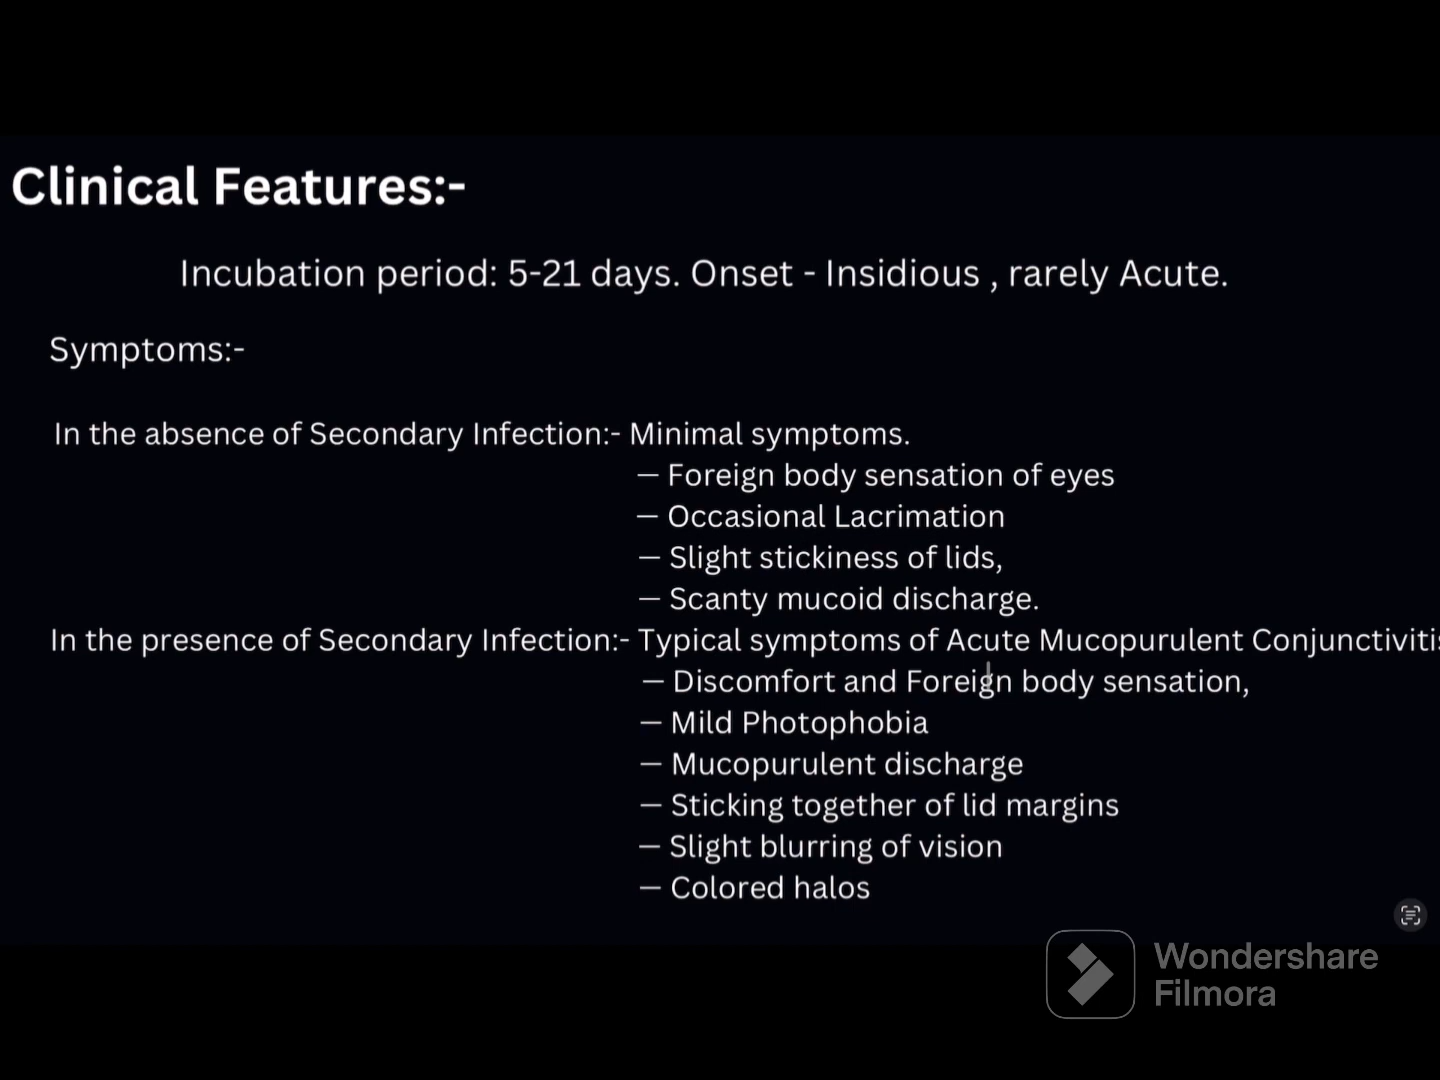 Clinical Features:-
Incubation period: 5-21 days. Onset - Insidious , rarely Acute.
Symptoms:-
In the absence of Secondary Infection:- Minimal symptoms.
— Foreign body sensation of eyes
— Occasional Lacrimation
— Slight stickiness of lids,
— Scanty mucoid discharge.
In the presence of Secondary Infection:- Typical symptoms of Acute Mucopurulent Conjunctivitis
— Discomfort and Foreign body sensation,
— Mild Photophobia
— Mucopurulent discharge
— Sticking together of lid margins
— Slight blurring of vision
— Colored halos
Wondershare
Filmora